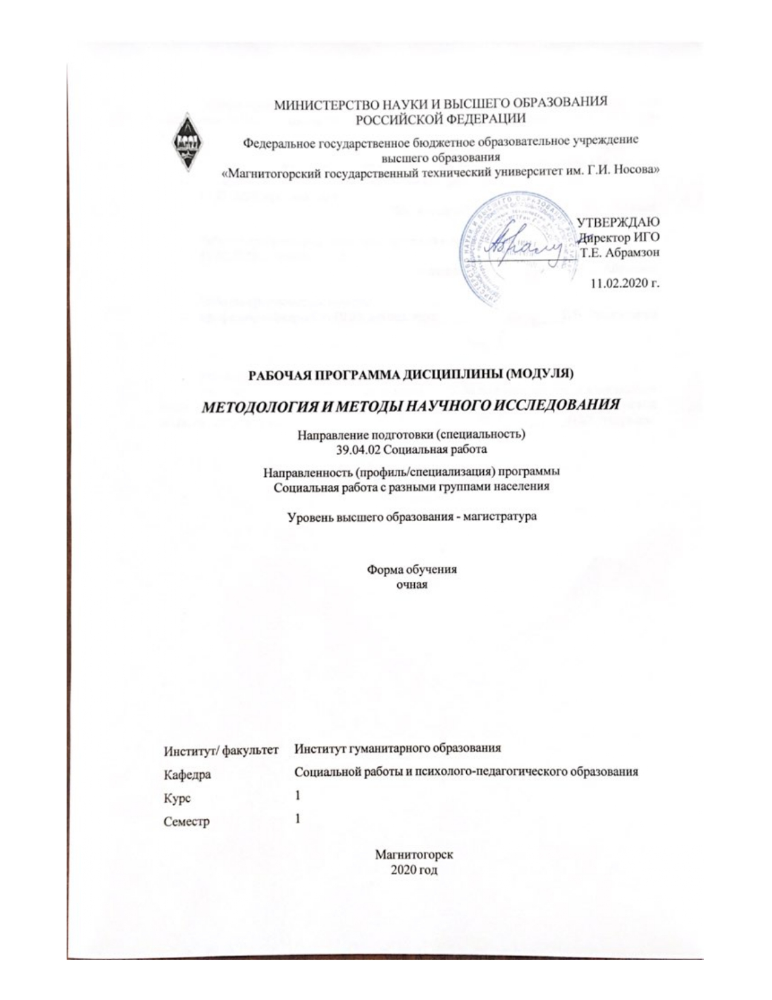 МИНИСТЕРСТВО НАУКИ И ВЫСШЕГО ОБРАЗОВАНИЯ
РОССИЙСКОЙ ФЕДЕРАЦИИ
Федеральное государственное бюджетное образовательное учреждение
высшего образования
«Магнитогорский государственный технический университет им. Г.И. Носова»
УТВЕРЖДАЮ
Директор ИГО
Т.Е. Абрамзон
11.02.2020 г.
РАБОЧАЯ ПРОГРАММА ДИСЦИПЛИНЫ (МОДУЛЯ)
МЕТОДОЛОГИЯ И МЕТОДЫ НАУЧНОГО ИССЛЕДОВАНИЯ
Направление подготовки (специальность)
39.04.02 Социальная работа
Направленность (профиль/специализация) программы
Социальная работа с разными группами населения
Уровень высшего образования - магистратура
Форма обучения
очная
Институт/ факультет Институт гуманитарного образования
Кафедра Социальной работы и психолого-педагогического образования
Курс 1
Семестр 1
Магнитогорск
2020 год